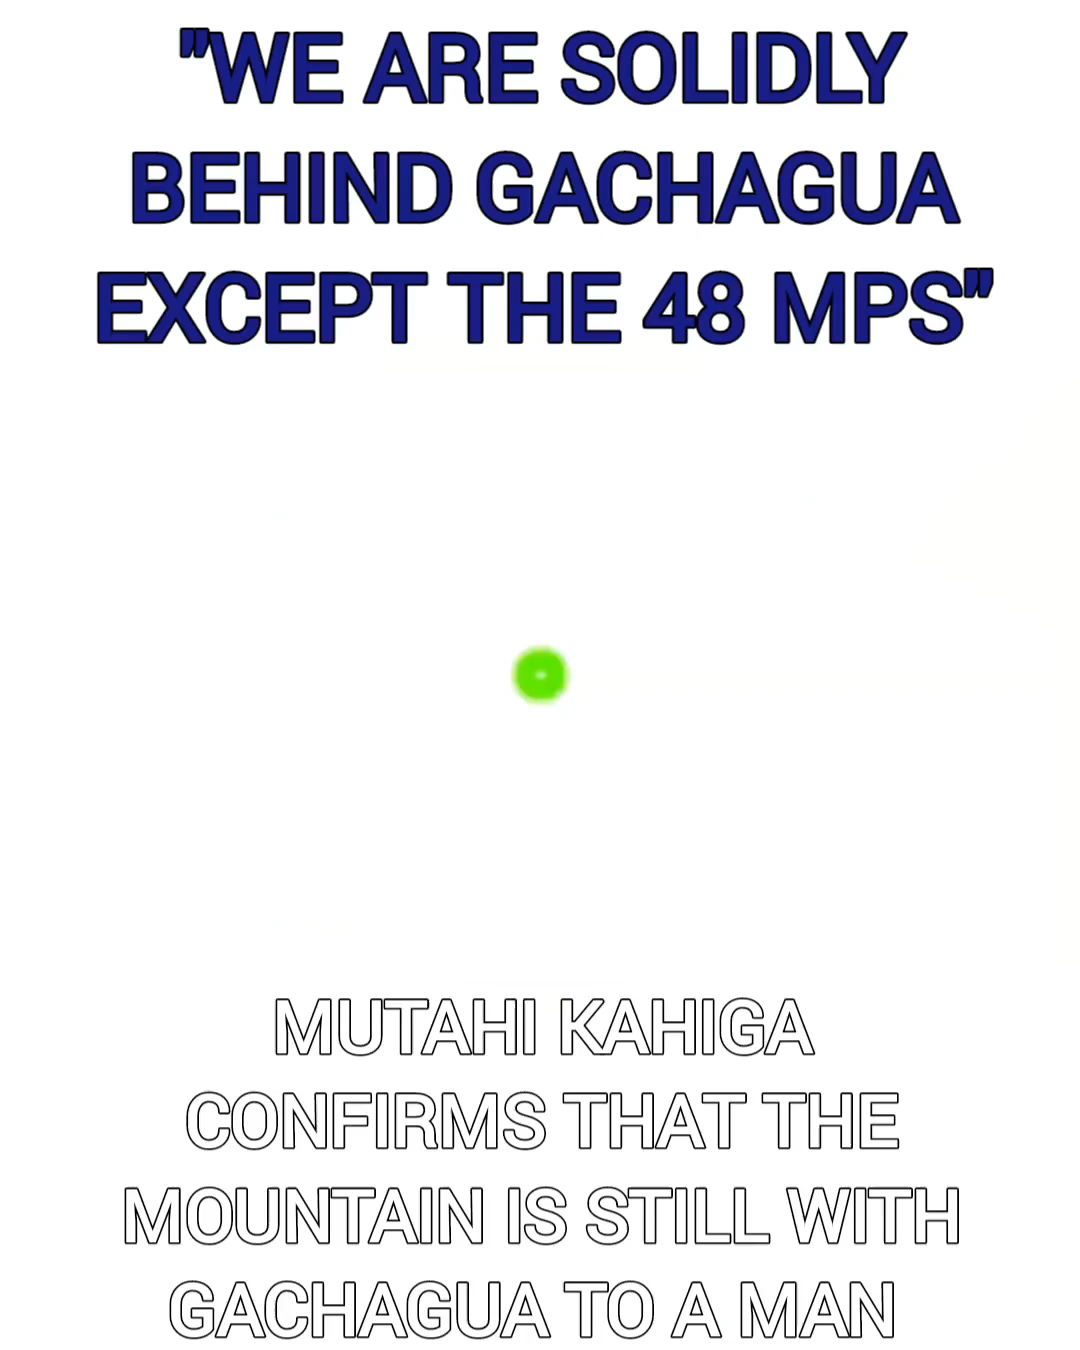 "WE ARE SOLIDLY
BEHIND GACHAGUA
EXCEPT THE 48 MPS"
MUTAHI KAHIGA
CONFIRMS THAT THE
MOUNTAIN IS STILL WITH
GACHAGUA TO A MAN